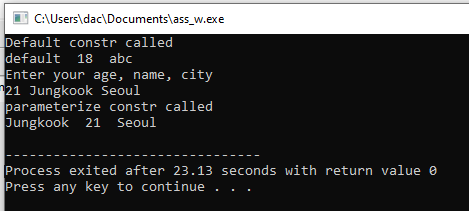 C:\Users\dac\Documents\ass_w.exe
Default constr called
default  18  abc
Enter your age, name, city
21 Jungkook Seoul
parameterize constr called
Jungkook  21  Seoul
--------------------------------
Process exited after 23.13 seconds with return value 0
Press any key to continue . . .